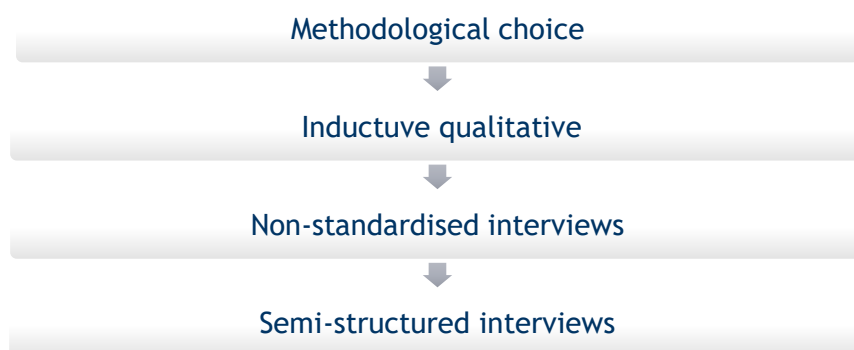 Methodological choice
Inductuve qualitative
Non-standardised interviews
Semi-structured interviews